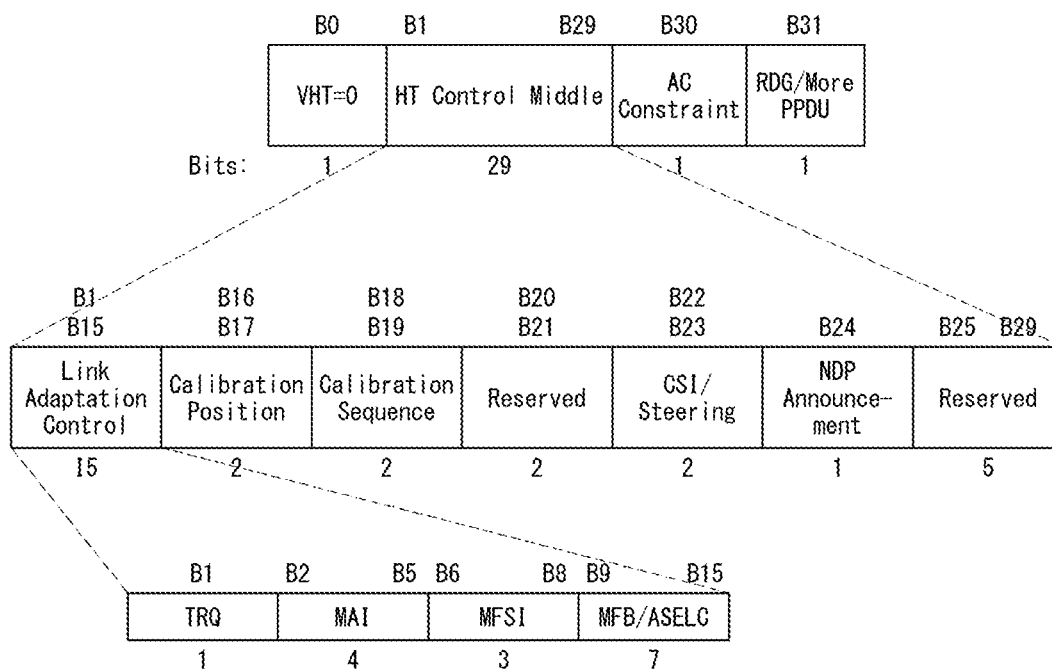 B0 B1 B29 B30 B31
VHT=0 HT Control Middle AC Constraint RDG/More PPDU
Bits: 1 29 1 1
B1 B16 B18 B20 B22
B15 B17 B19 B21 B23 B24 B25 B29
Link Adaptation Control Calibration Position Calibration Sequence Reserved CSI/ Steering NDP Announce- ment Reserved
15 2 2 2 2 1 5
B1 B2 B5 B6 B8 B9 B15
TRQ MAI MFSI MFB/ASELC
1 4 3 7